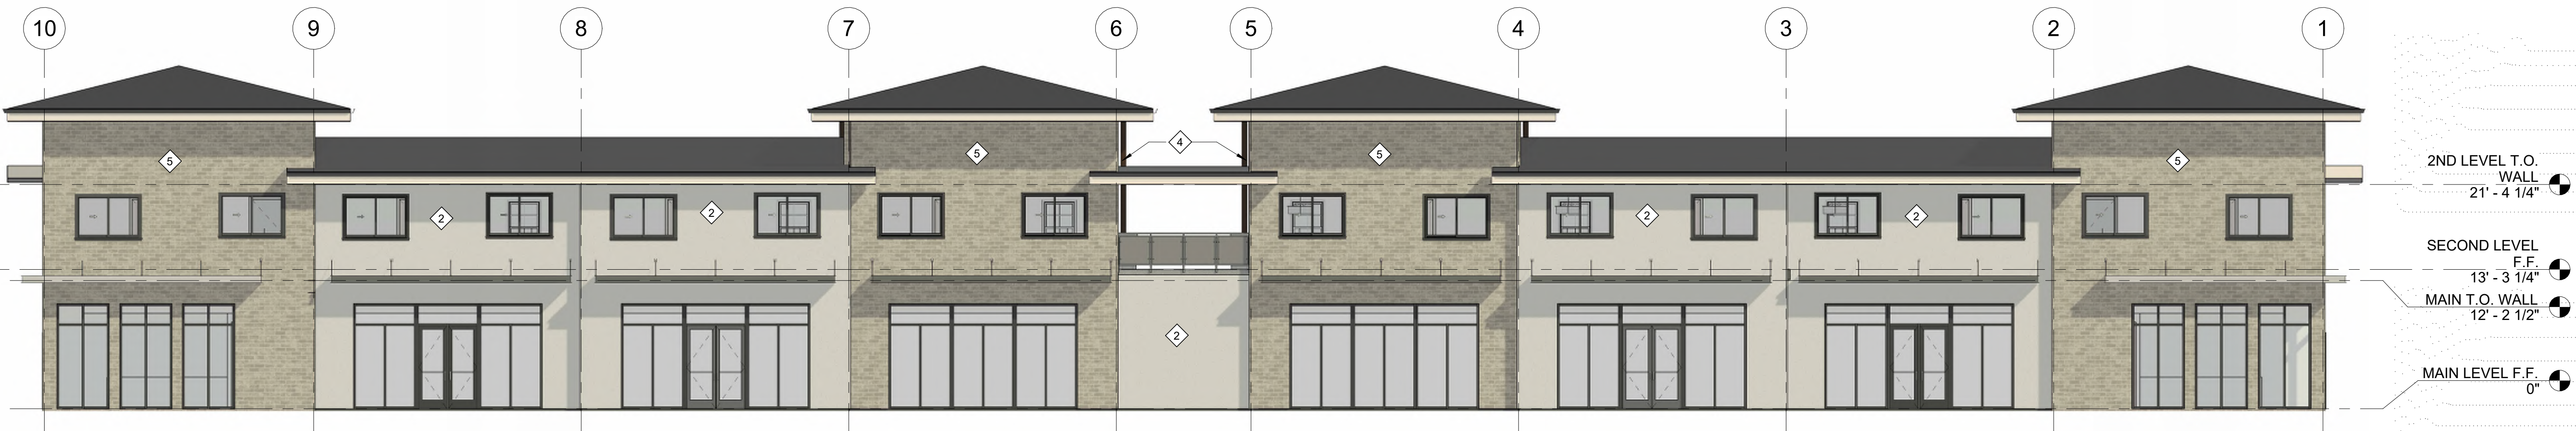 10 9 8 7 6 5 4 3 2 1
5 2 2 5 4 2 5 2 2 5
2ND LEVEL T.O.
WALL
21' - 4 1/4"
SECOND LEVEL
F.F.
13' - 3 1/4"
MAIN T.O. WALL
12' - 2 1/2"
MAIN LEVEL F.F.
0"